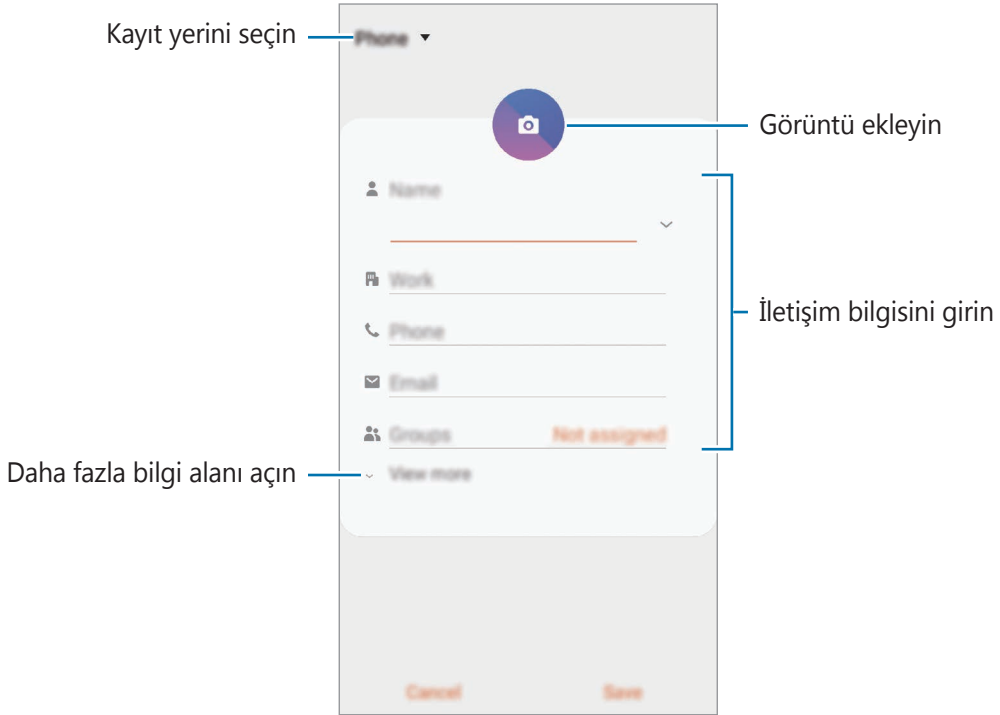 Kayıt yerini seçin
Phone
Görüntü ekleyin
Name
Work
İletişim bilgisini girin
Phone
Email
Groups Not assigned
Daha fazla bilgi alanı açın
View more
Cancel Save